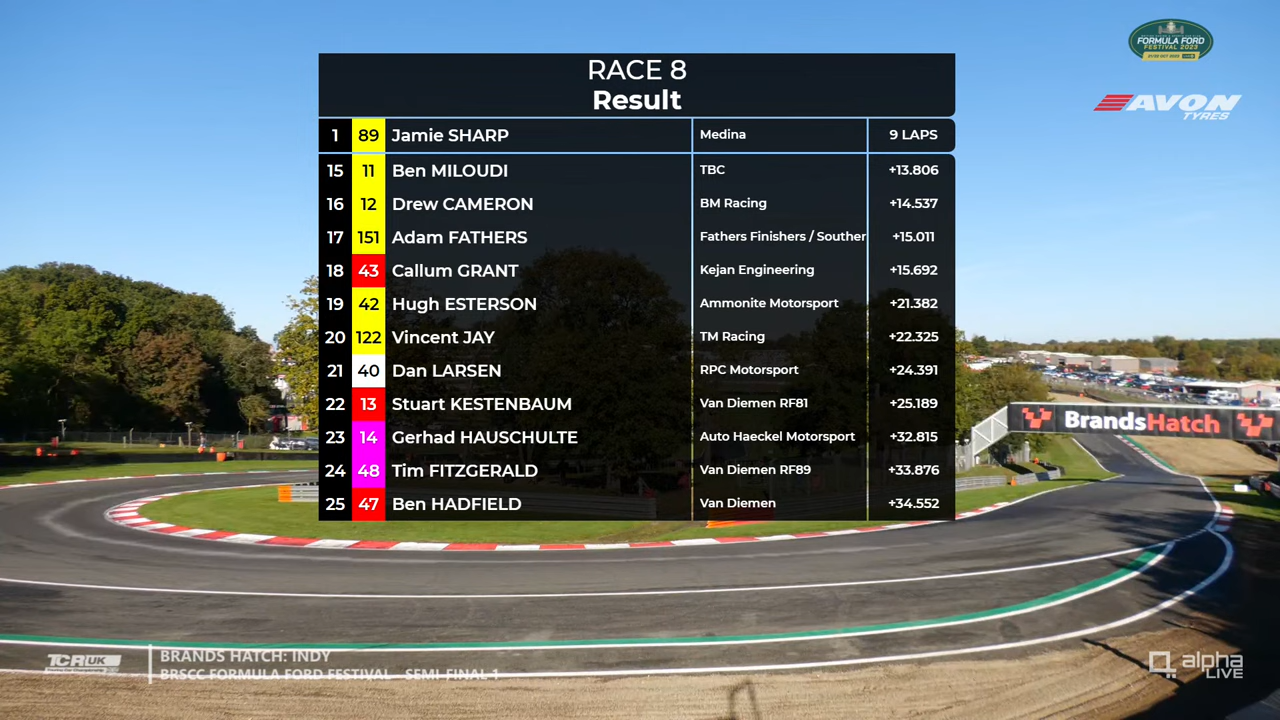 FORMULA FORD
FESTIVAL 2023
AVON
TYRES
RACE 8
Result
1 89 Jamie SHARP Medina 9 LAPS
15 11 Ben MILOUDI TBC +13.806
16 12 Drew CAMERON BM Racing +14.537
17 151 Adam FATHERS Fathers Finishers / Souther +15.011
18 43 Callum GRANT Kejan Engineering +15.692
19 42 Hugh ESTERSON Ammonite Motorsport +21.382
20 122 Vincent JAY TM Racing +22.325
21 40 Dan LARSEN RPC Motorsport +24.391
22 13 Stuart KESTENBAUM Van Diemen RF81 +25.189
23 14 Gerhad HAUSCHULTE Auto Haeckel Motorsport +32.815
24 48 Tim FITZGERALD Van Diemen RF89 +33.876
25 47 Ben HADFIELD Van Diemen +34.552
BrandsHatch
TCR UK
BRANDS HATCH: INDY
BRSCC FORMULA FORD FESTIVAL - SEMI-FINAL 1
alpha
LIVE